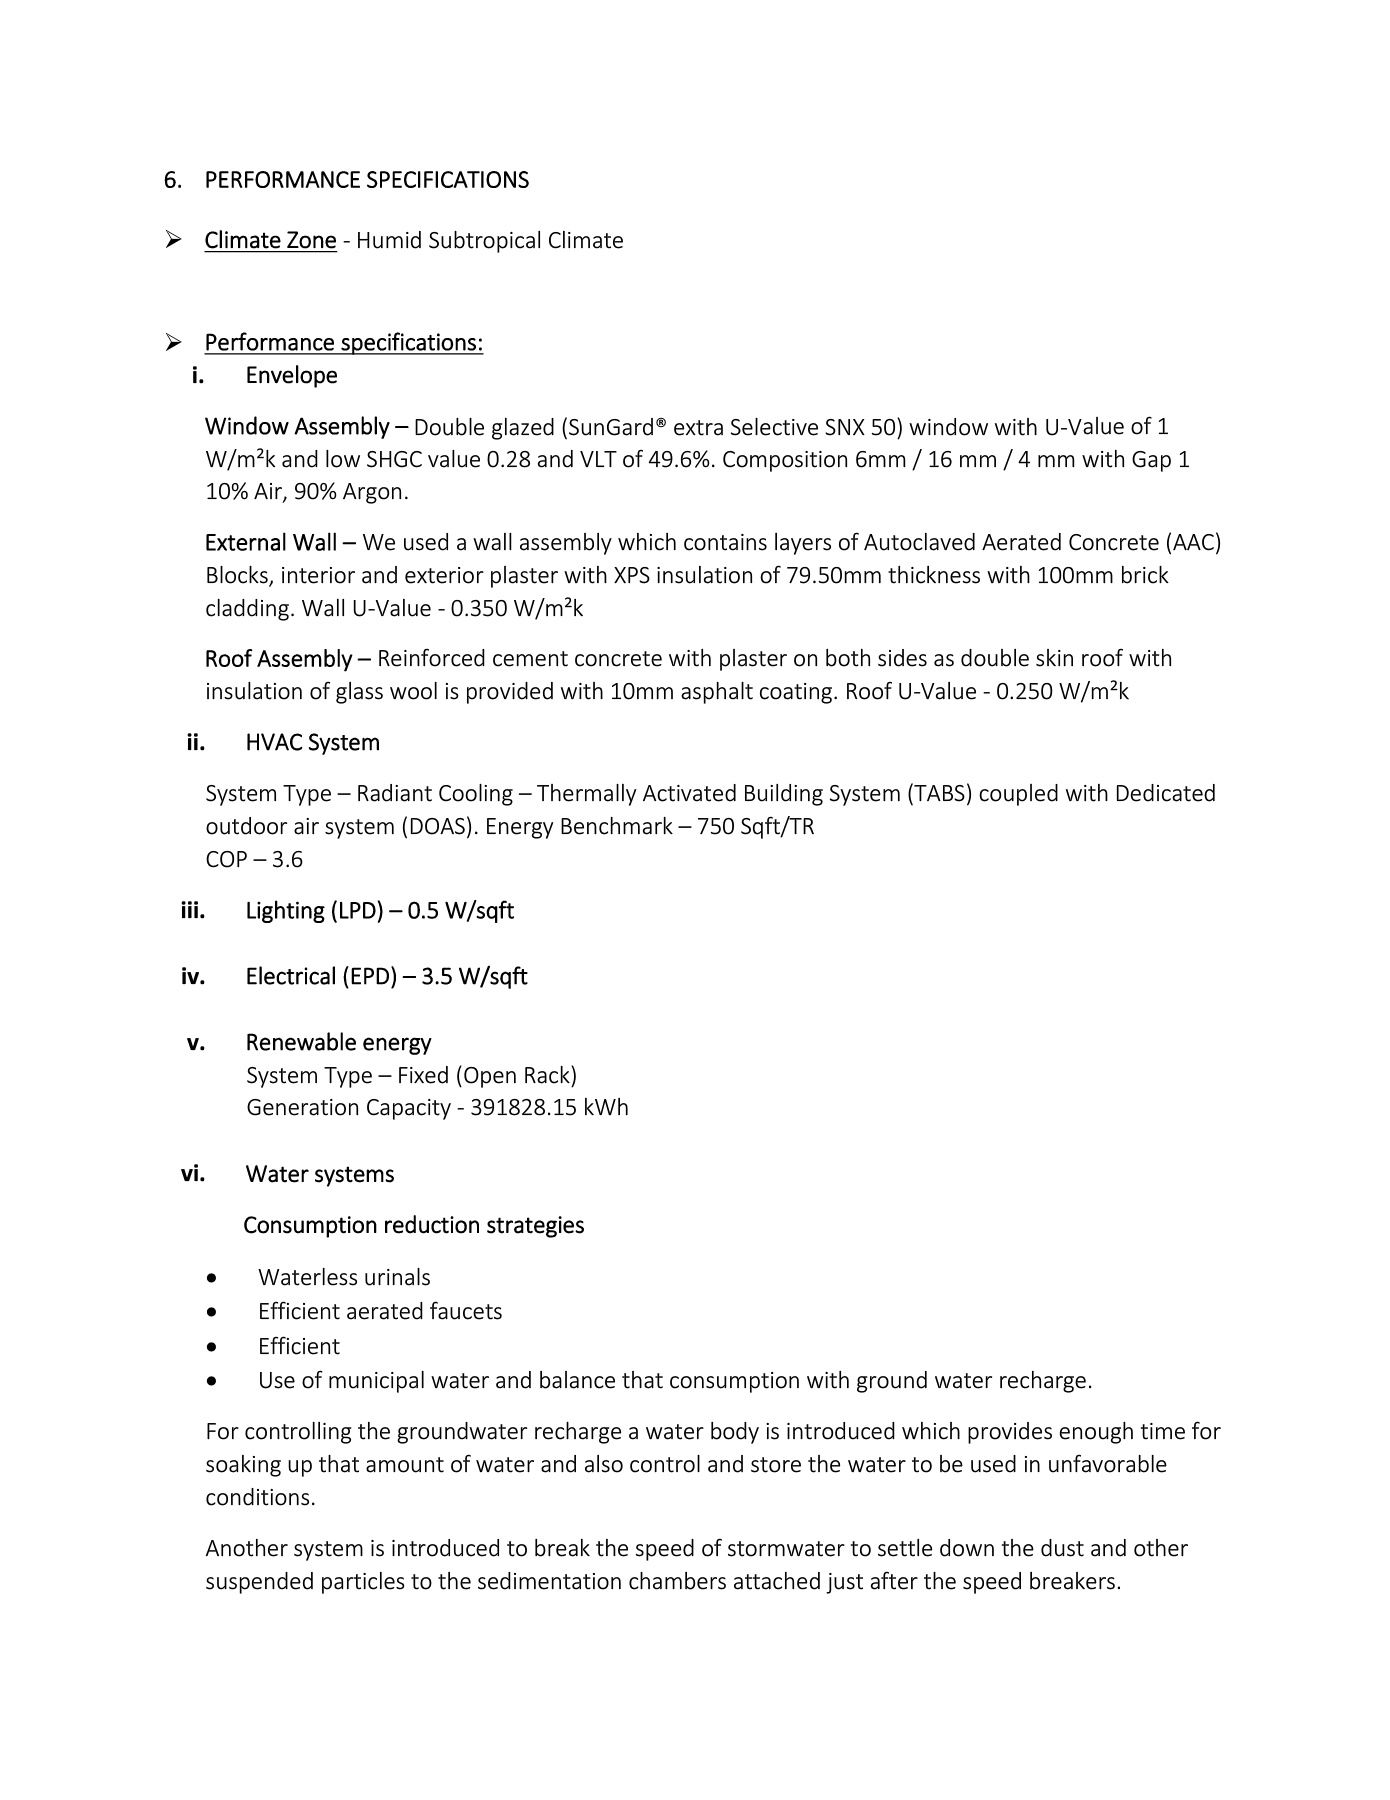 6. PERFORMANCE SPECIFICATIONS
➢ Climate Zone - Humid Subtropical Climate
➢ Performance specifications:
i. Envelope
Window Assembly – Double glazed (SunGard® extra Selective SNX 50) window with U-Value of 1
W/m²k and low SHGC value 0.28 and VLT of 49.6%. Composition 6mm / 16 mm / 4 mm with Gap 1
10% Air, 90% Argon.
External Wall – We used a wall assembly which contains layers of Autoclaved Aerated Concrete (AAC)
Blocks, interior and exterior plaster with XPS insulation of 79.50mm thickness with 100mm brick
cladding. Wall U-Value - 0.350 W/m²k
Roof Assembly – Reinforced cement concrete with plaster on both sides as double skin roof with
insulation of glass wool is provided with 10mm asphalt coating. Roof U-Value - 0.250 W/m²k
ii. HVAC System
System Type – Radiant Cooling – Thermally Activated Building System (TABS) coupled with Dedicated
outdoor air system (DOAS). Energy Benchmark – 750 Sqft/TR
COP – 3.6
iii. Lighting (LPD) – 0.5 W/sqft
iv. Electrical (EPD) – 3.5 W/sqft
v. Renewable energy
System Type – Fixed (Open Rack)
Generation Capacity - 391828.15 kWh
vi. Water systems
Consumption reduction strategies
• Waterless urinals
• Efficient aerated faucets
• Efficient
• Use of municipal water and balance that consumption with ground water recharge.
For controlling the groundwater recharge a water body is introduced which provides enough time for
soaking up that amount of water and also control and store the water to be used in unfavorable
conditions.
Another system is introduced to break the speed of stormwater to settle down the dust and other
suspended particles to the sedimentation chambers attached just after the speed breakers.